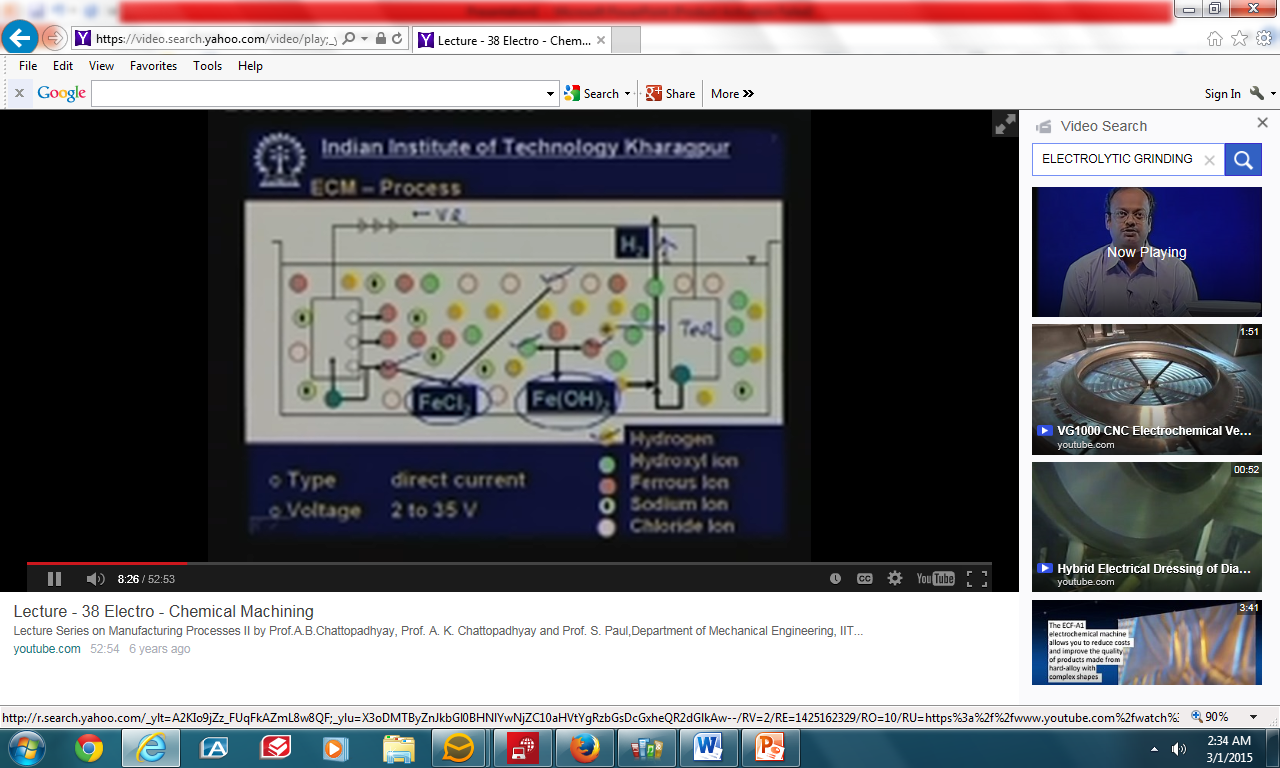 https://video.search.yahoo.com/video/play;_y
Lecture - 38 Electro - Chem...
File Edit View Favorites Tools Help
x Google Search Share More »
Sign In
Indian Institute of Technology Kharagpur
ECM – Process
H2
FeCl2
Fe(OH)2
Hydrogen
Hydroxyl ion
Ferrous Ion
Sodium Ion
Chloride Ion
Type direct current
Voltage 2 to 35 V
8:26 / 52:53
CC
YouTube
Lecture - 38 Electro - Chemical Machining
Lecture Series on Manufacturing Processes II by Prof.A.B.Chattopadhyay, Prof. A. K. Chattopadhyay and Prof. S. Paul,Department of Mechanical Engineering, IIT...
youtube.com 52:54 6 years ago
Video Search
ELECTROLYTIC GRINDING
Now Playing
1:51
VG1000 CNC Electrochemical Ve...
youtube.com
00:52
Hybrid Electrical Dressing of Dia...
youtube.com
3:41
The ECF-A1
electrochemical machine
allows you to reduce costs
and improve the quality
of products made from
hard-alloy with
complex shapes
90%
2:34 AM
3/1/2015